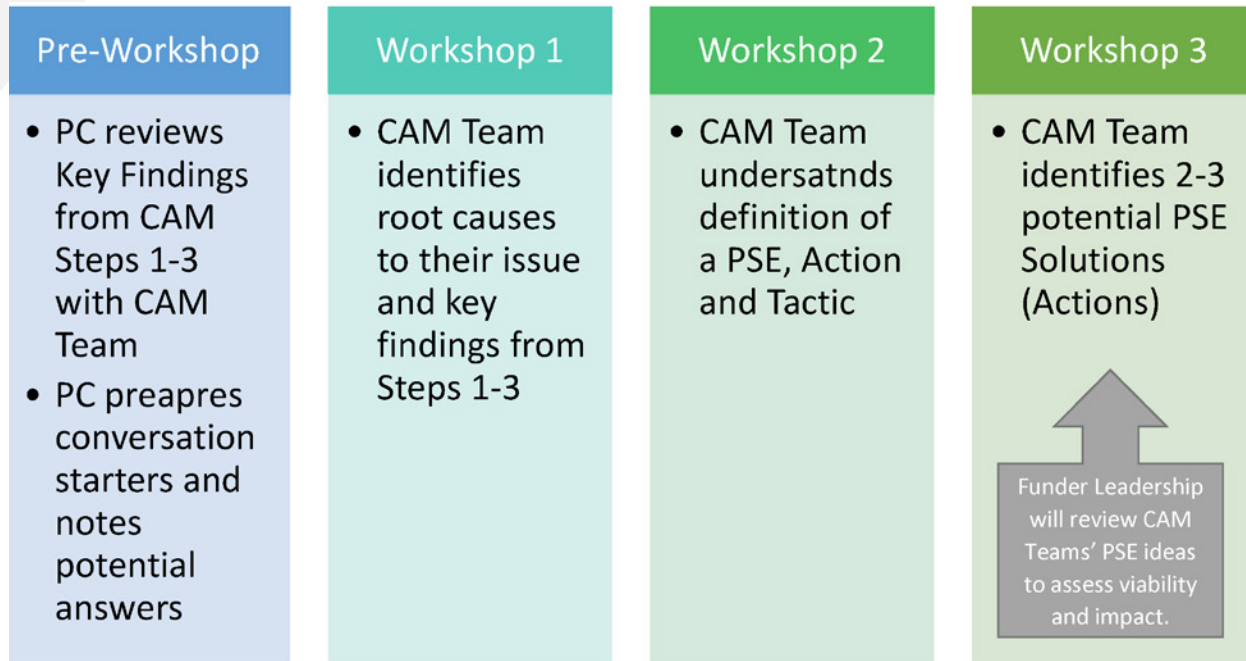 Pre-Workshop
• PC reviews
Key Findings
from CAM
Steps 1-3
with CAM
Team
• PC preapres
conversation
starters and
notes
potential
answers
Workshop 1
• CAM Team
identifies
root causes
to their issue
and key
findings from
Steps 1-3
Workshop 2
• CAM Team
undersatnds
definition of
a PSE, Action
and Tactic
Workshop 3
• CAM Team
identifies 2-3
potential PSE
Solutions
(Actions)
Funder Leadership
will review CAM
Teams’ PSE ideas
to assess viability
and impact.